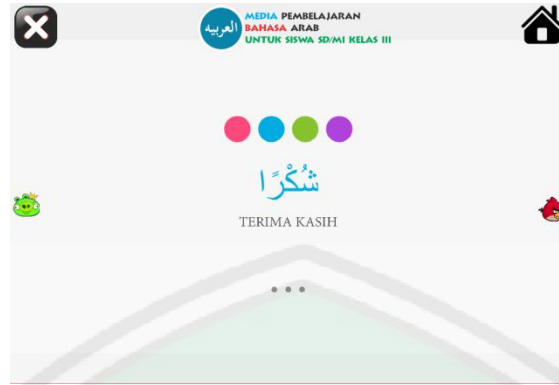 العربيه
MEDIA PEMBELAJARAN
BAHASA ARAB
UNTUK SISWA SD/MI KELAS III
شُكْرًا
TERIMA KASIH